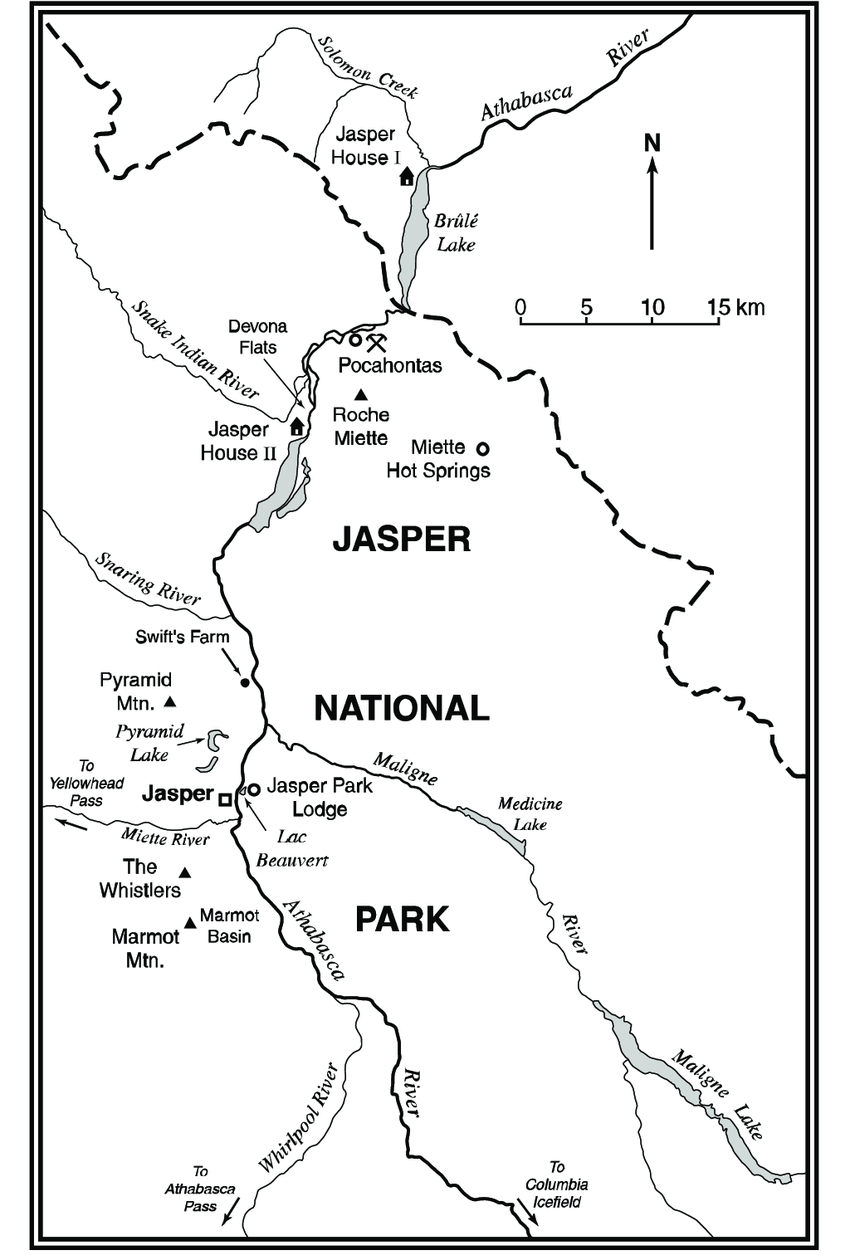 Solomon Creek
Athabasca River
Jasper
House I
N
Brûlé
Lake
0 5 10 15 km
Snake Indian River
Devona
Flats
Pocahontas
Roche
Miette
Jasper
House II
Miette
Hot Springs
JASPER
Snaring River
Swift's Farm
Pyramid
Mtn.
NATIONAL
Pyramid
Lake
To
Yellowhead
Pass
Maligne
Jasper
Jasper Park
Lodge
Medicine
Lake
Miette River
Lac
Beauvert
The
Whistlers
Marmot
Basin
Marmot
Mtn.
Athabasca
PARK
River
Maligne Lake
River
Whirlpool River
To
Athabasca
Pass
To
Columbia
Icefield